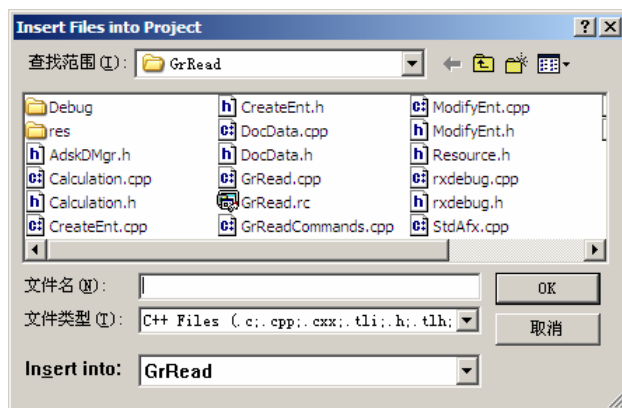 Insert Files into Project
查找范围(I): GrRead
Debug CreateEnt.h ModifyEnt.cpp
res DocData.cpp ModifyEnt.h
AdskDMgr.h DocData.h Resource.h
Calculation.cpp GrRead.cpp rxdebug.cpp
Calculation.h GrRead.rc rxdebug.h
CreateEnt.cpp GrReadCommands.cpp StdAfx.cpp
文件名(N):
OK
文件类型(T): C++ Files (.c;.cpp;.cxx;.tli;.h;.tlh;
取消
Insert into: GrRead